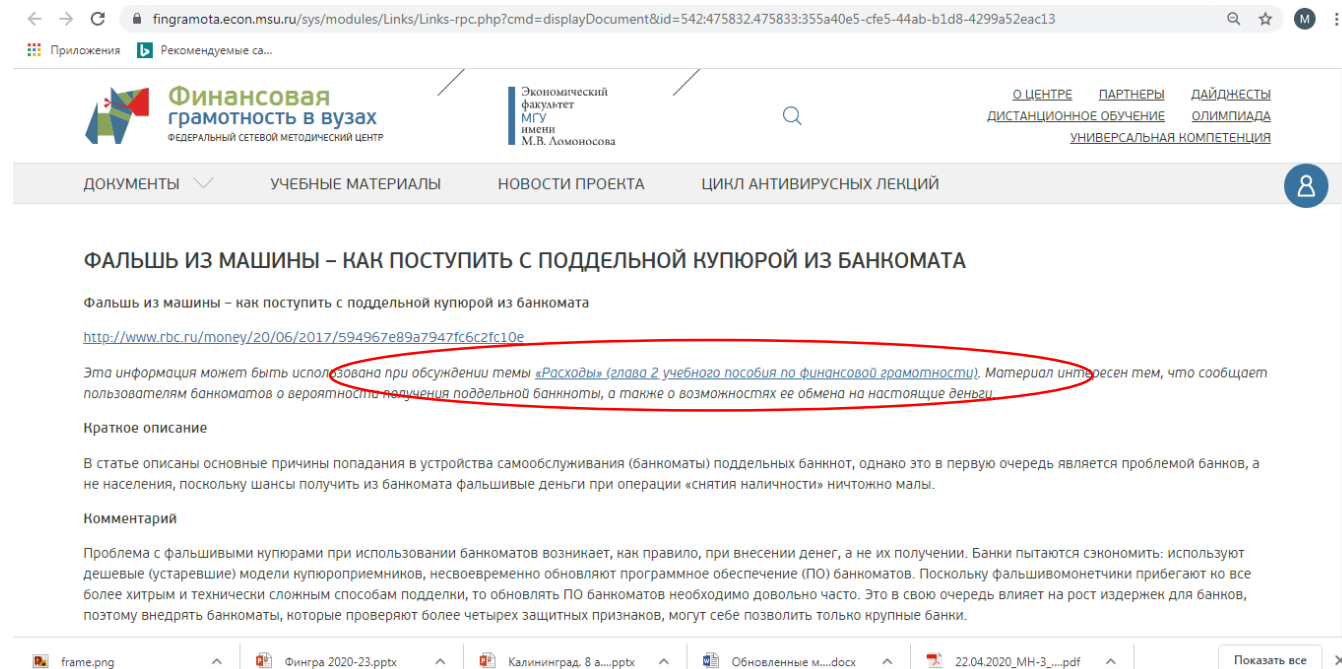 fingramota.econ.msu.ru/sys/modules/Links/Links-rpc.php?cmd=displayDocument&id=542:475832.475833:355a40e5-cfe5-44ab-b1d8-4299a52eac13
M
Приложения
Рекомендуемые са...
Финансовая
грамотность в вузах
ФЕДЕРАЛЬНЫЙ СЕТЕВОЙ МЕТОДИЧЕСКИЙ ЦЕНТР
Экономический
факультет
МГУ
имени
М.В. Ломоносова
О ЦЕНТРЕ ПАРТНЕРЫ ДАЙДЖЕСТЫ
ДИСТАНЦИОННОЕ ОБУЧЕНИЕ ОЛИМПИАДА
УНИВЕРСАЛЬНАЯ КОМПЕТЕНЦИЯ
ДОКУМЕНТЫ УЧЕБНЫЕ МАТЕРИАЛЫ НОВОСТИ ПРОЕКТА ЦИКЛ АНТИВИРУСНЫХ ЛЕКЦИЙ
ФАЛЬШЬ ИЗ МАШИНЫ – КАК ПОСТУПИТЬ С ПОДДЕЛЬНОЙ КУПЮРОЙ ИЗ БАНКОМАТА
Фальшь из машины – как поступить с поддельной купюрой из банкомата
http://www.rbc.ru/money/20/06/2017/594967e89a7947fc6c2fc10e
Эта информация может быть использована при обсуждении темы «Расходы» (глава 2 учебного пособия по финансовой грамотности). Материал интересен тем, что сообщает
пользователям банкоматов о вероятности получения поддельной банкноты, а также о возможностях ее обмена на настоящие деньги.
Краткое описание
В статье описаны основные причины попадания в устройства самообслуживания (банкоматы) поддельных банкнот, однако это в первую очередь является проблемой банков, а
не населения, поскольку шансы получить из банкомата фальшивые деньги при операции «снятия наличности» ничтожно малы.
Комментарий
Проблема с фальшивыми купюрами при использовании банкоматов возникает, как правило, при внесении денег, а не их получении. Банки пытаются сэкономить: используют
дешевые (устаревшие) модели купюроприемников, несвоевременно обновляют программное обеспечение (ПО) банкоматов. Поскольку фальшивомонетчики прибегают ко все
более хитрым и технически сложным способам подделки, то обновлять ПО банкоматов необходимо довольно часто. Это в свою очередь влияет на рост издержек для банков,
поэтому внедрять банкоматы, которые проверяют более четырех защитных признаков, могут себе позволить только крупные банки.
frame.png Фингра 2020-23.pptx Калининград. 8 а....pptx Обновленные м....docx 22.04.2020_МН-3_....pdf Показать все